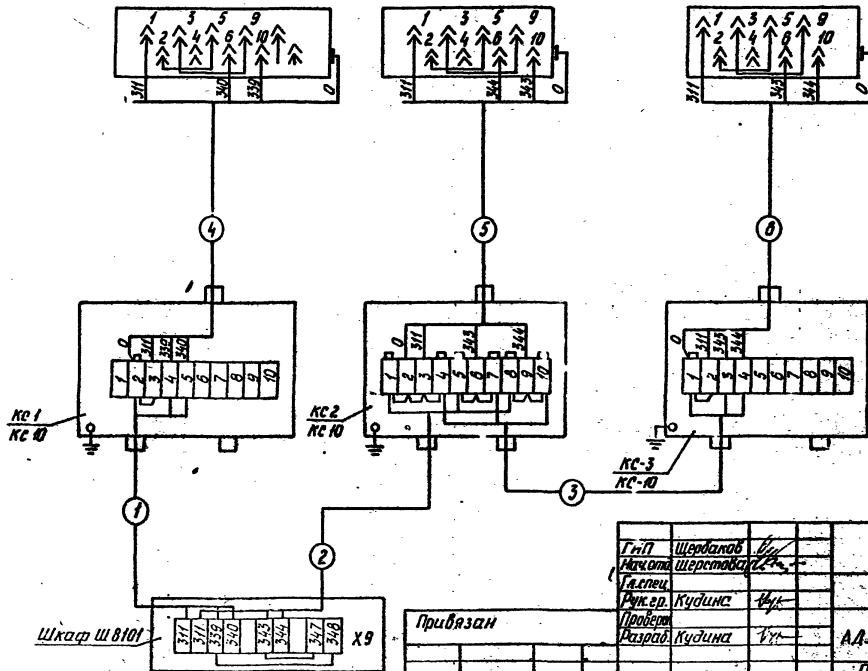 1 3 5 9
2 4 6 10
311 340 339 0
1 3 5 9
2 4 6 10
311 344 343 0
1 3 5 9
2 4 6 10
311 343 344 0
4
5
0 311 339 340
1 2 3 4 5 6 7 8 9 10
КС 1
КС 10
0 311 343 344
1 2 3 4 5 6 7 8 9 10
КС 2
КС 10
0 311 343 344
1 2 3 4 5 6 7 8 9 10
КС-3
КС-10
1
2
3
Шкаф Ш 8101
311 311 339 340 343 344 347 348
Х9
Привязан
ГиП Щербаков
Нач.отд Шерстобаев
Гл.спец
Рук.гр. Кудина
Провери
Разраб Кудина
АД